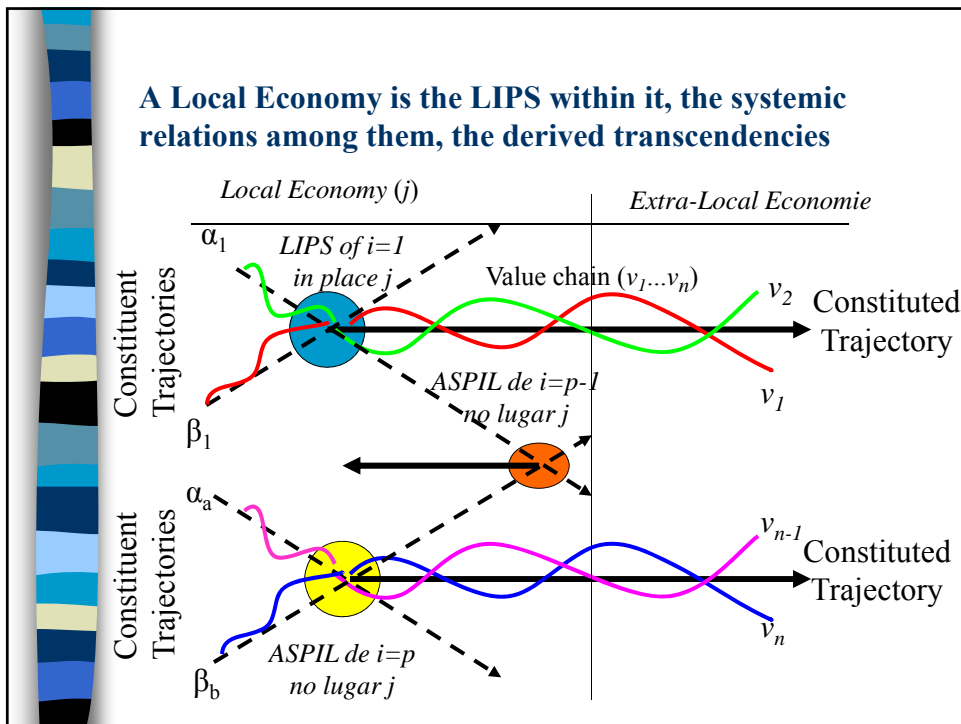 A Local Economy is the LIPS within it, the systemic
relations among them, the derived transcendencies
Local Economy (j)
Extra-Local Economie
α1
LIPS of i=1
in place j
Value chain (v1...vn)
v2
Constituent
Trajectories
Constituted
Trajectory
ASPIL de i=p-1
no lugar j
v1
β1
αa
vn-1
Constituent
Trajectories
Constituted
Trajectory
vn
ASPIL de i=p
no lugar j
βb